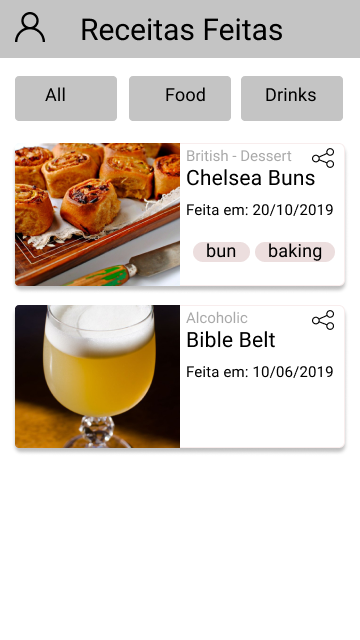 Receitas Feitas
All Food Drinks
British - Dessert
Chelsea Buns
Feita em: 20/10/2019
bun baking
Alcoholic
Bible Belt
Feita em: 10/06/2019